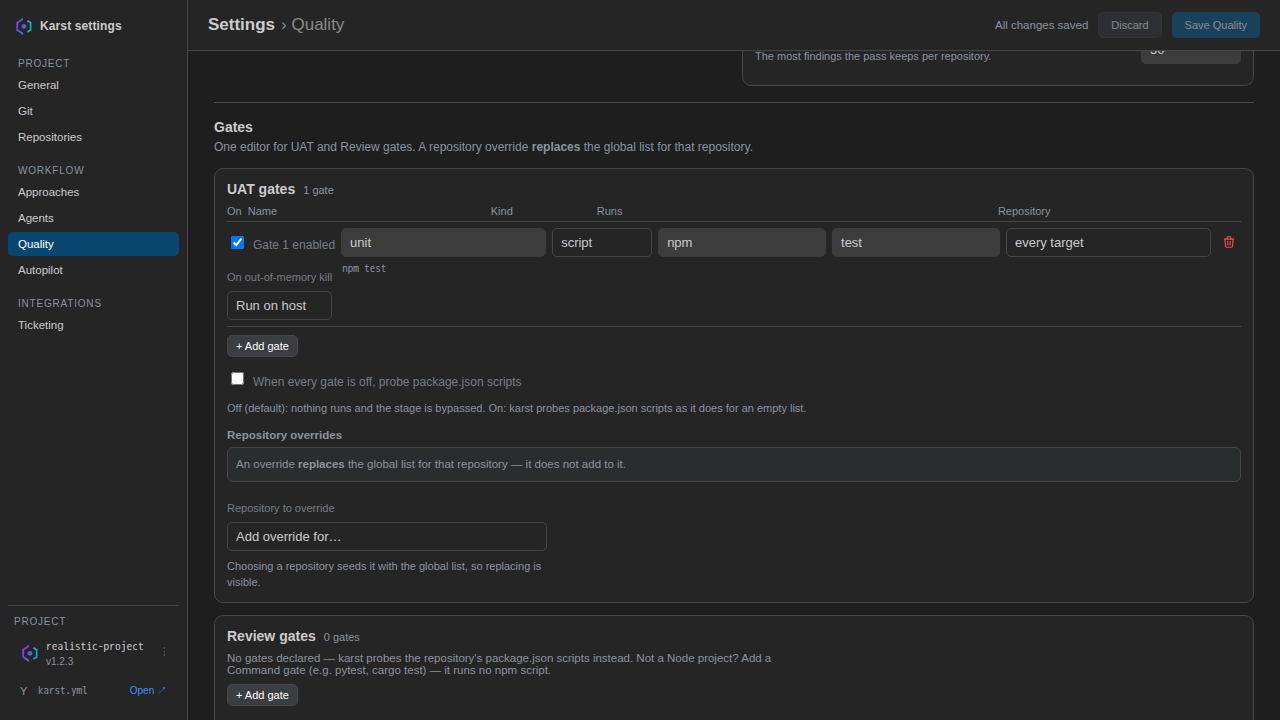 Karst settings
PROJECT
General
Git
Repositories
WORKFLOW
Approaches
Agents
Quality
Autopilot
INTEGRATIONS
Ticketing
PROJECT
realistic-project
v1.2.3
Y karst.yml Open ↗
Settings › Quality
All changes saved
Discard
Save Quality
The most findings the pass keeps per repository.
Gates
One editor for UAT and Review gates. A repository override replaces the global list for that repository.
UAT gates 1 gate
On Name Kind Runs Repository
Gate 1 enabled unit script npm test every target
npm test
On out-of-memory kill
Run on host
+ Add gate
When every gate is off, probe package.json scripts
Off (default): nothing runs and the stage is bypassed. On: karst probes package.json scripts as it does for an empty list.
Repository overrides
An override replaces the global list for that repository — it does not add to it.
Repository to override
Add override for…
Choosing a repository seeds it with the global list, so replacing is
visible.
Review gates 0 gates
No gates declared — karst probes the repository's package.json scripts instead. Not a Node project? Add a
Command gate (e.g. pytest, cargo test) — it runs no npm script.
+ Add gate